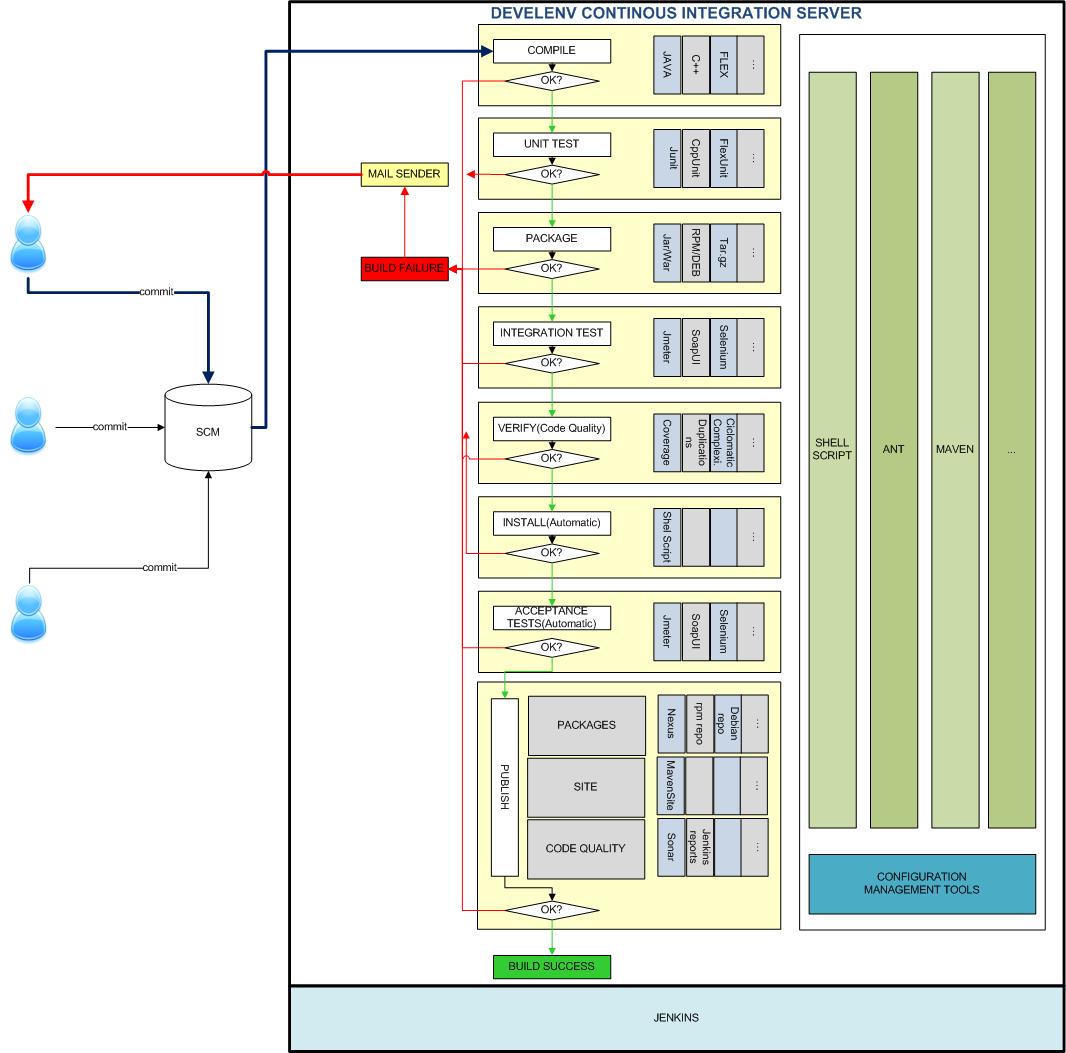 DEVELENV CONTINOUS INTEGRATION SERVER
COMPILE
OK?
JAVA
C++
FLEX
...
UNIT TEST
OK?
Junit
CppUnit
FlexUnit
...
MAIL SENDER
PACKAGE
OK?
Jar/War
RPM/DEB
Tar.gz
...
BUILD FAILURE
commit
INTEGRATION TEST
OK?
Jmeter
SoapUI
Selenium
...
commit
SCM
VERIFY(Code Quality)
OK?
Coverage
Duplicatio
ns
Ciclomatic
Complexi.
...
SHELL
SCRIPT
ANT
MAVEN
...
INSTALL(Automatic)
OK?
Shel Script
...
commit
ACCEPTANCE
TESTS(Automatic)
OK?
Jmeter
SoapUI
Selenium
...
PUBLISH
PACKAGES
Nexus
rpm repo
Debian
repo
...
SITE
MavenSite
...
CODE QUALITY
Sonar
Jenkins
reports
...
OK?
CONFIGURATION
MANAGEMENT TOOLS
BUILD SUCCESS
JENKINS